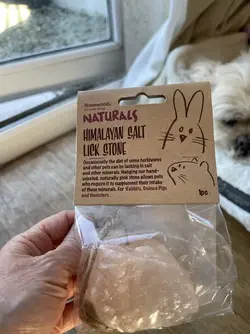 Rosewood
NATURALS
HIMALAYAN SALT
LICK STONE
Occasionally the diet of some herbivores
and other pets can be lacking in salt
and other minerals. Hanging our hand-
selected, naturally pink stone allows pets
who require it to supplement their intake
of these minerals. For Rabbits, Guinea Pigs
and Hamsters.
1pc